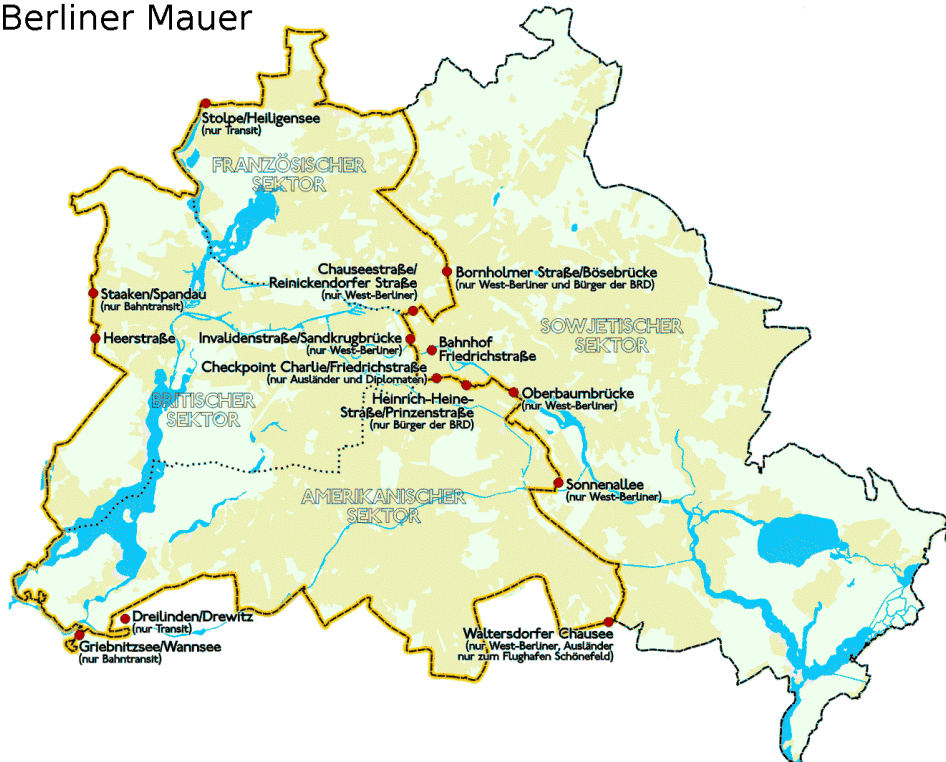 Berliner Mauer
Stolpe/Heiligensee
(nur Transit)
FRANZÖSISCHER
SEKTOR
Chauseestraße/
Reinickendorfer Straße
(nur West-Berliner)
Bornholmer Straße/Bösebrücke
(nur West-Berliner und Bürger der BRD)
Staaken/Spandau
(nur Bahntransit)
Heerstraße
Invalidenstraße/Sandkrugbrücke
(nur West-Berliner)
Bahnhof
Friedrichstraße
SOWJETISCHER
SEKTOR
Checkpoint Charlie/Friedrichstraße
(nur Ausländer und Diplomaten)
Heinrich-Heine-
Straße/Prinzenstraße
(nur Bürger der BRD)
Oberbaumbrücke
(nur West-Berliner)
BRITISCHER
SEKTOR
Sonnenallee
(nur West-Berliner)
AMERIKANISCHER
SEKTOR
Dreilinden/Drewitz
(nur Transit)
Griebnitzsee/Wannsee
(nur Bahntransit)
Waltersdorfer Chausee
(nur West-Berliner, Ausländer
nur zum Flughafen Schönefeld)